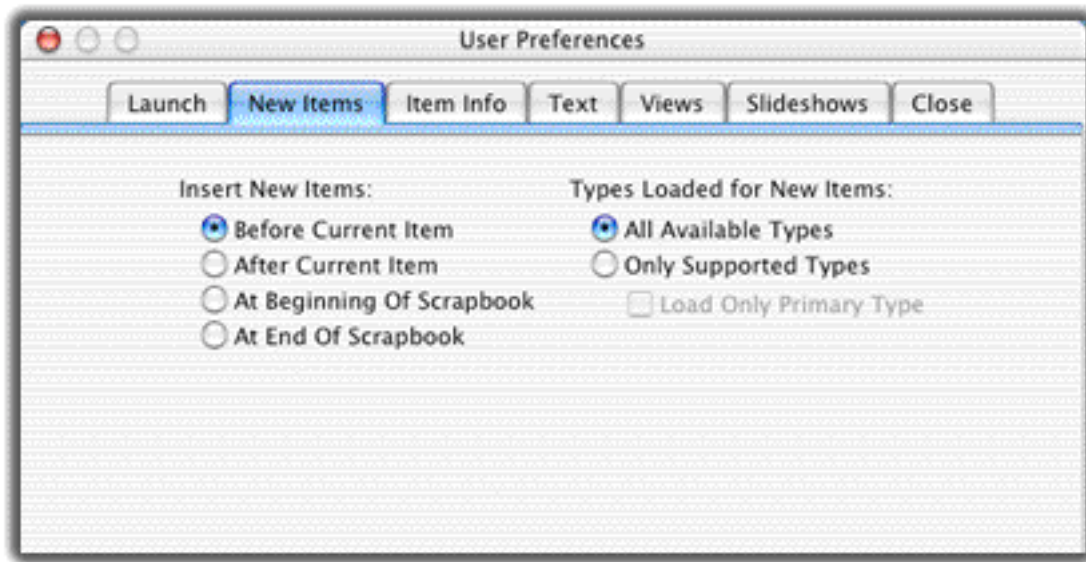 User Preferences
Launch New Items Item Info Text Views Slideshows Close
Insert New Items:
Before Current Item
After Current Item
At Beginning Of Scrapbook
At End Of Scrapbook
Types Loaded for New Items:
All Available Types
Only Supported Types
Load Only Primary Type